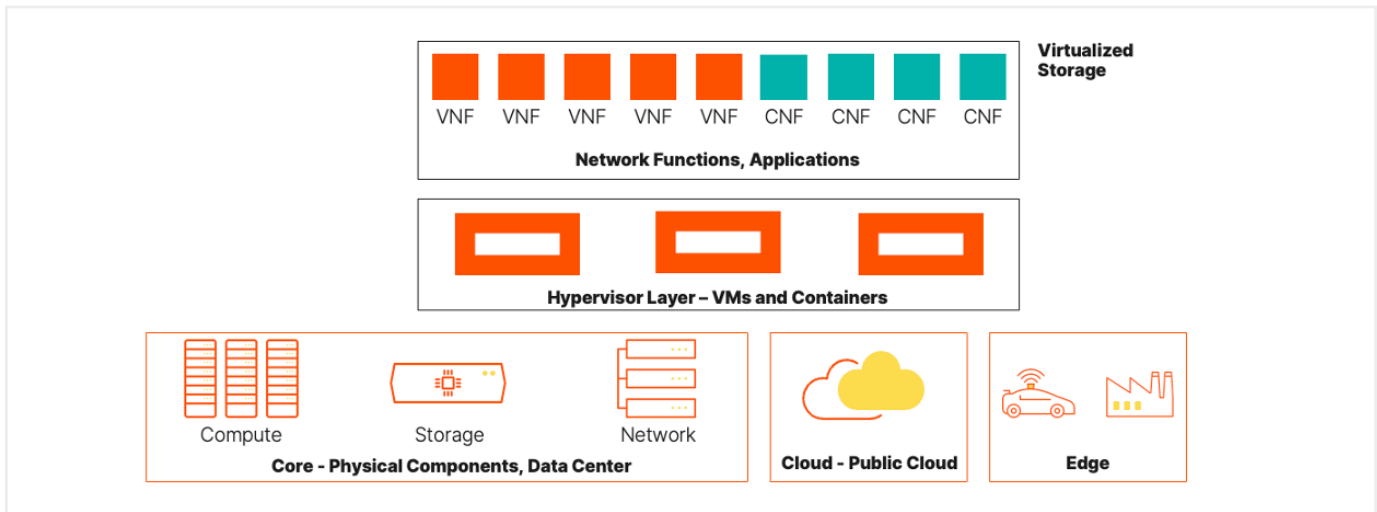 Virtualized
Storage
VNF VNF VNF VNF VNF CNF CNF CNF CNF
Network Functions, Applications
Hypervisor Layer – VMs and Containers
Compute Storage Network
Core - Physical Components, Data Center
Cloud - Public Cloud
Edge